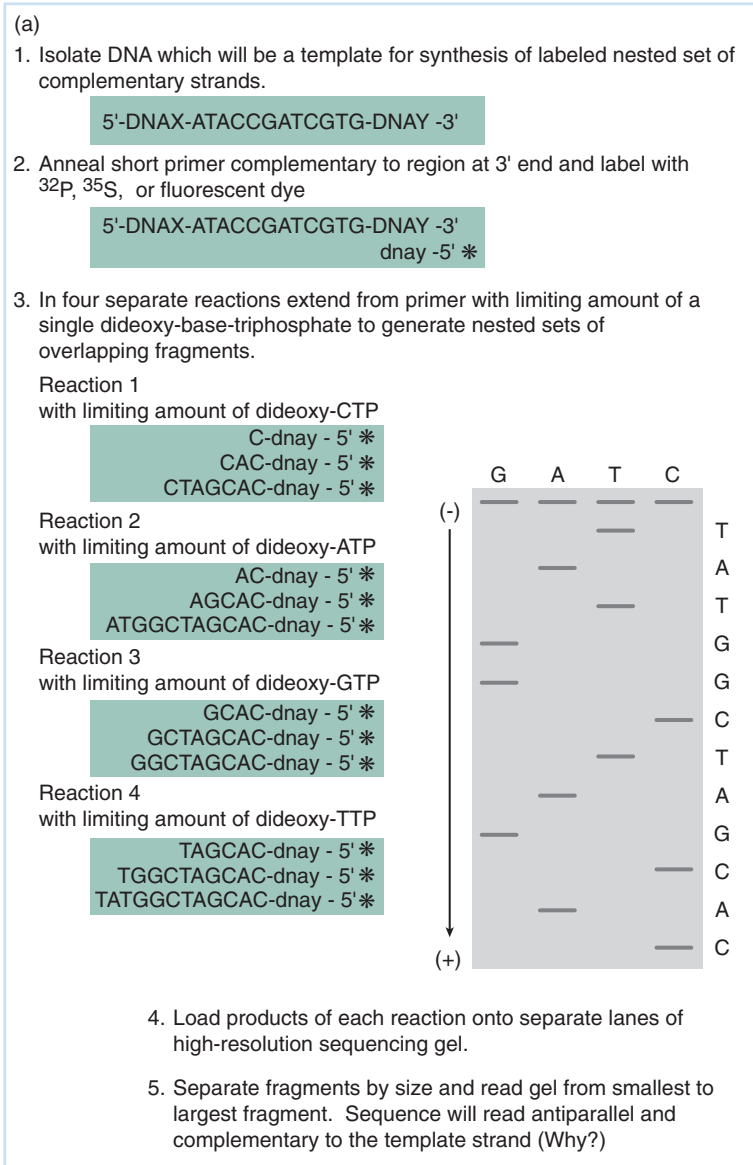 (a)
1. Isolate DNA which will be a template for synthesis of labeled nested set of
complementary strands.
5'-DNAX-ATACCGATCGTG-DNAY -3'
2. Anneal short primer complementary to region at 3' end and label with
32P, 35S, or fluorescent dye
5'-DNAX-ATACCGATCGTG-DNAY -3'
dnay -5' *
3. In four separate reactions extend from primer with limiting amount of a
single dideoxy-base-triphosphate to generate nested sets of
overlapping fragments.
Reaction 1
with limiting amount of dideoxy-CTP
C-dnay - 5' *
CAC-dnay - 5' *
CTAGCAC-dnay - 5' *
Reaction 2
with limiting amount of dideoxy-ATP
AC-dnay - 5' *
AGCAC-dnay - 5' *
ATGGCTAGCAC-dnay - 5' *
Reaction 3
with limiting amount of dideoxy-GTP
GCAC-dnay - 5' *
GCTAGCAC-dnay - 5' *
GGCTAGCAC-dnay - 5' *
Reaction 4
with limiting amount of dideoxy-TTP
TAGCAC-dnay - 5' *
TGGCTAGCAC-dnay - 5' *
TATGGCTAGCAC-dnay - 5' *
G A T C
(-)
T
A
T
G
G
C
T
A
G
C
A
C
(+)
4. Load products of each reaction onto separate lanes of
high-resolution sequencing gel.
5. Separate fragments by size and read gel from smallest to
largest fragment. Sequence will read antiparallel and
complementary to the template strand (Why?)